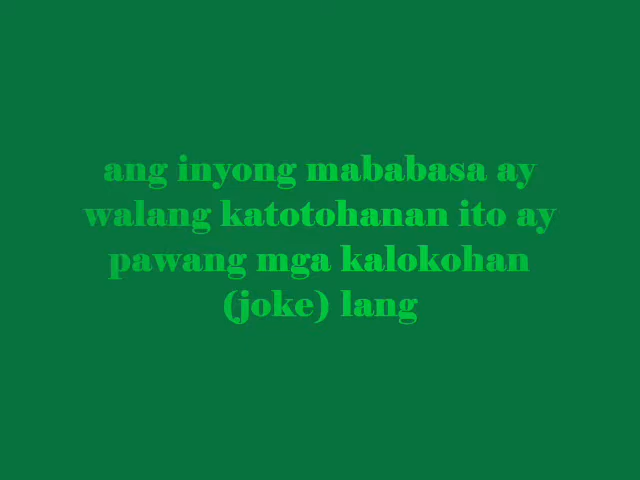 ang inyong mababasa ay
walang katotohanan ito ay
pawang mga kalokohan
(joke) lang